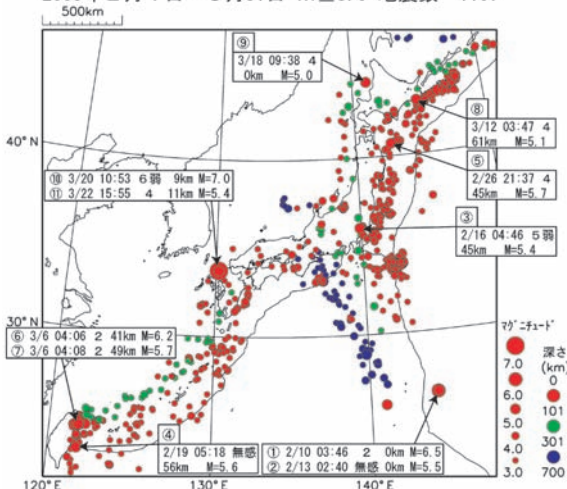 500km
⑨
3/18 09:38 4
0km M=5.0
⑧
3/12 03:47 4
61km M=5.1
40°N
⑤
2/26 21:37 4
45km M=5.7
⑩ 3/20 10:53 6弱 9km M=7.0
⑪ 3/22 15:55 4 11km M=5.4
③
2/16 04:46 5弱
45km M=5.4
30°N
⑥ 3/6 04:06 2 41km M=6.2
⑦ 3/6 04:08 2 49km M=5.7
④
2/19 05:18 無感
56km M=5.6
① 2/10 03:46 2 0km M=6.5
② 2/13 02:40 無感 0km M=5.5
マグニチュード
7.0
6.0
5.0
4.0
3.0
深さ
(km)
0
101
301
700
120°E
130°E
140°E